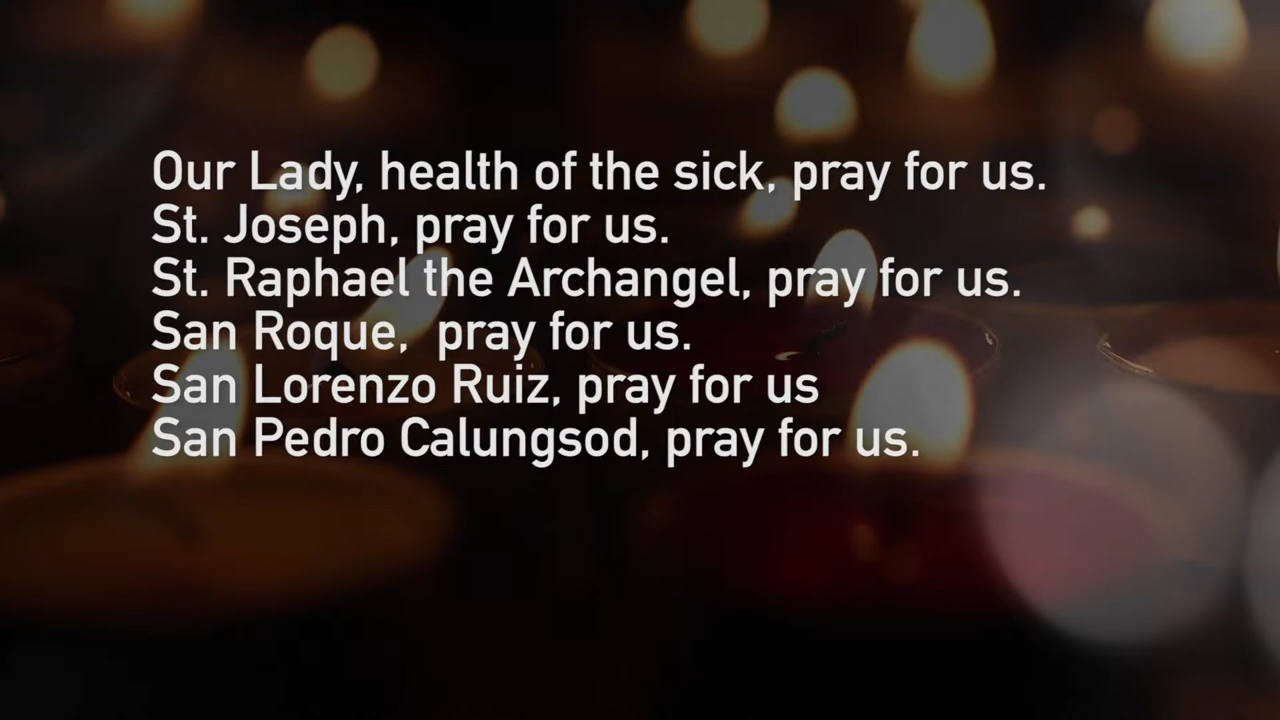 Our Lady, health of the sick, pray for us.
St. Joseph, pray for us.
St. Raphael the Archangel, pray for us.
San Roque,  pray for us.
San Lorenzo Ruiz, pray for us
San Pedro Calungsod, pray for us.